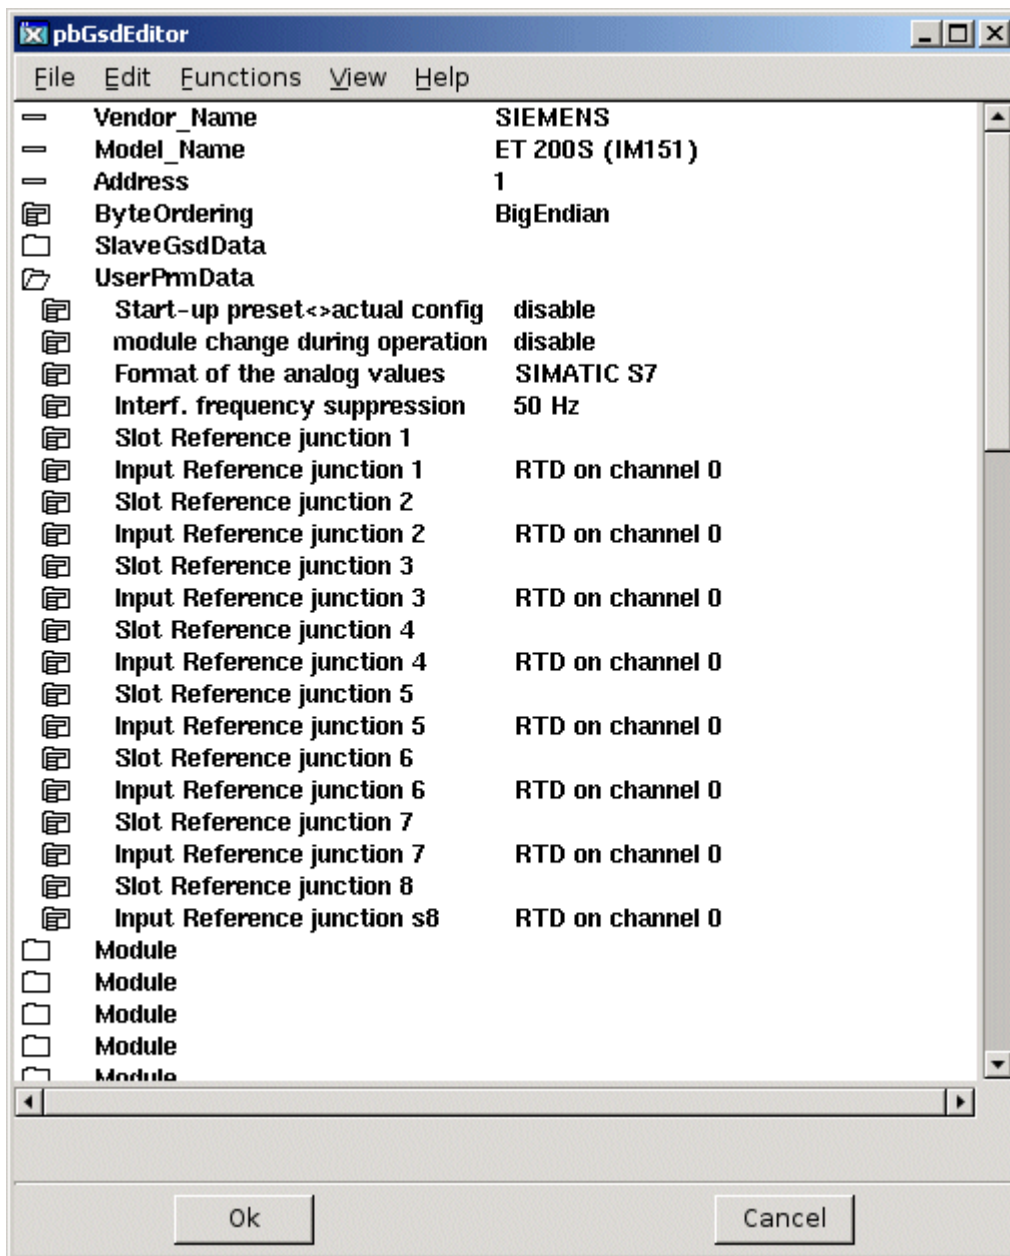 pbGsdEditor
File Edit Functions View Help
Vendor_Name SIEMENS
Model_Name ET 200S (IM151)
Address 1
ByteOrdering BigEndian
SlaveGsdData
UserPrmData
Start-up preset<>actual config disable
module change during operation disable
Format of the analog values SIMATIC S7
Interf. frequency suppression 50 Hz
Slot Reference junction 1
Input Reference junction 1 RTD on channel 0
Slot Reference junction 2
Input Reference junction 2 RTD on channel 0
Slot Reference junction 3
Input Reference junction 3 RTD on channel 0
Slot Reference junction 4
Input Reference junction 4 RTD on channel 0
Slot Reference junction 5
Input Reference junction 5 RTD on channel 0
Slot Reference junction 6
Input Reference junction 6 RTD on channel 0
Slot Reference junction 7
Input Reference junction 7 RTD on channel 0
Slot Reference junction 8
Input Reference junction s8 RTD on channel 0
Module
Module
Module
Module
Module
Ok Cancel